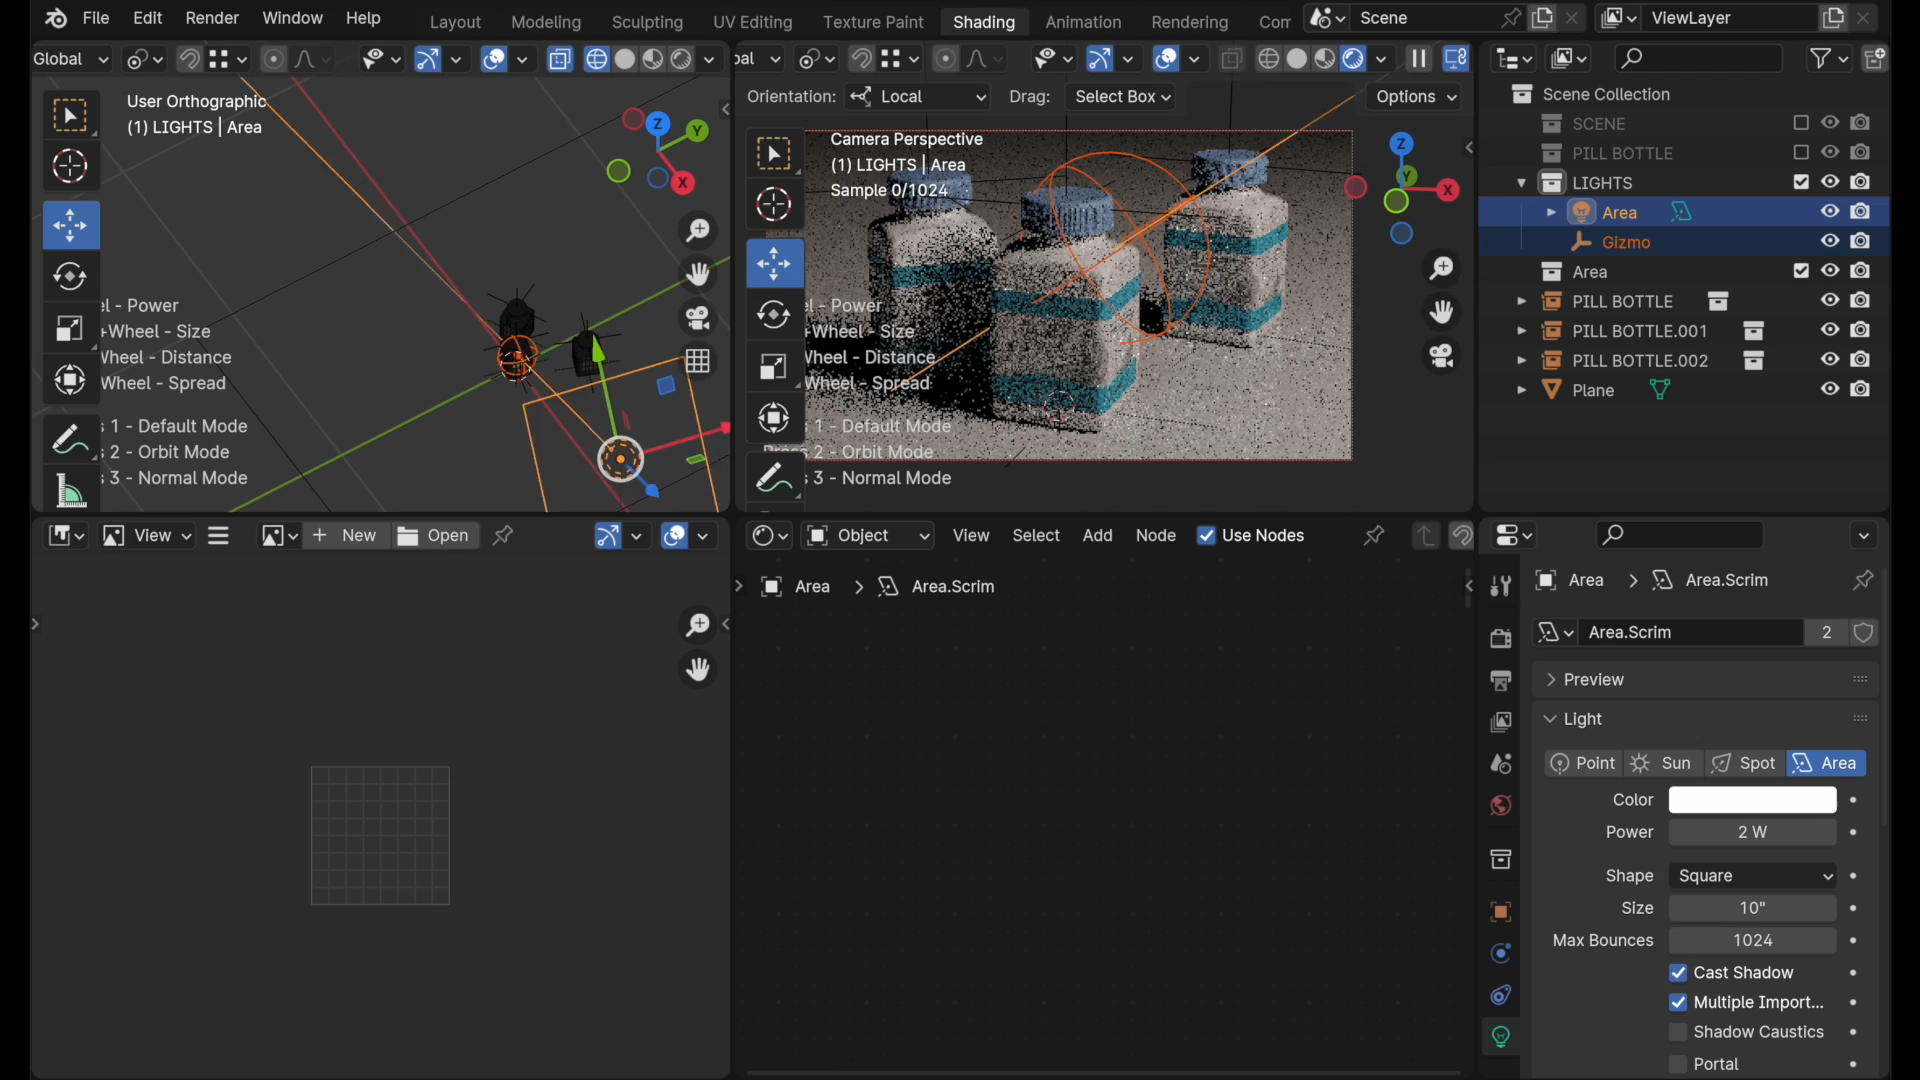 File Edit Render Window Help Layout Modeling Sculpting UV Editing Texture Paint Shading Animation Rendering Com Scene ViewLayer
Global
Orientation: Local Drag: Select Box Options
User Orthographic
(1) LIGHTS | Area
el - Power
+Wheel - Size
Wheel - Distance
Wheel - Spread
s 1 - Default Mode
s 2 - Orbit Mode
s 3 - Normal Mode
Z
Y
X
bal
Camera Perspective
(1) LIGHTS | Area
Sample 0/1024
el - Power
+Wheel - Size
Wheel - Distance
Wheel - Spread
s 1 - Default Mode
s 2 - Orbit Mode
s 3 - Normal Mode
Z
Y
X
Scene Collection
SCENE
PILL BOTTLE
LIGHTS
Area
Gizmo
Area
PILL BOTTLE
PILL BOTTLE.001
PILL BOTTLE.002
Plane
View New Open
Object View Select Add Node Use Nodes
Area > Area.Scrim
Area > Area.Scrim
Area.Scrim 2
Preview
Light
Point Sun Spot Area
Color
Power 2 W
Shape Square
Size 10"
Max Bounces 1024
Cast Shadow
Multiple Import...
Shadow Caustics
Portal